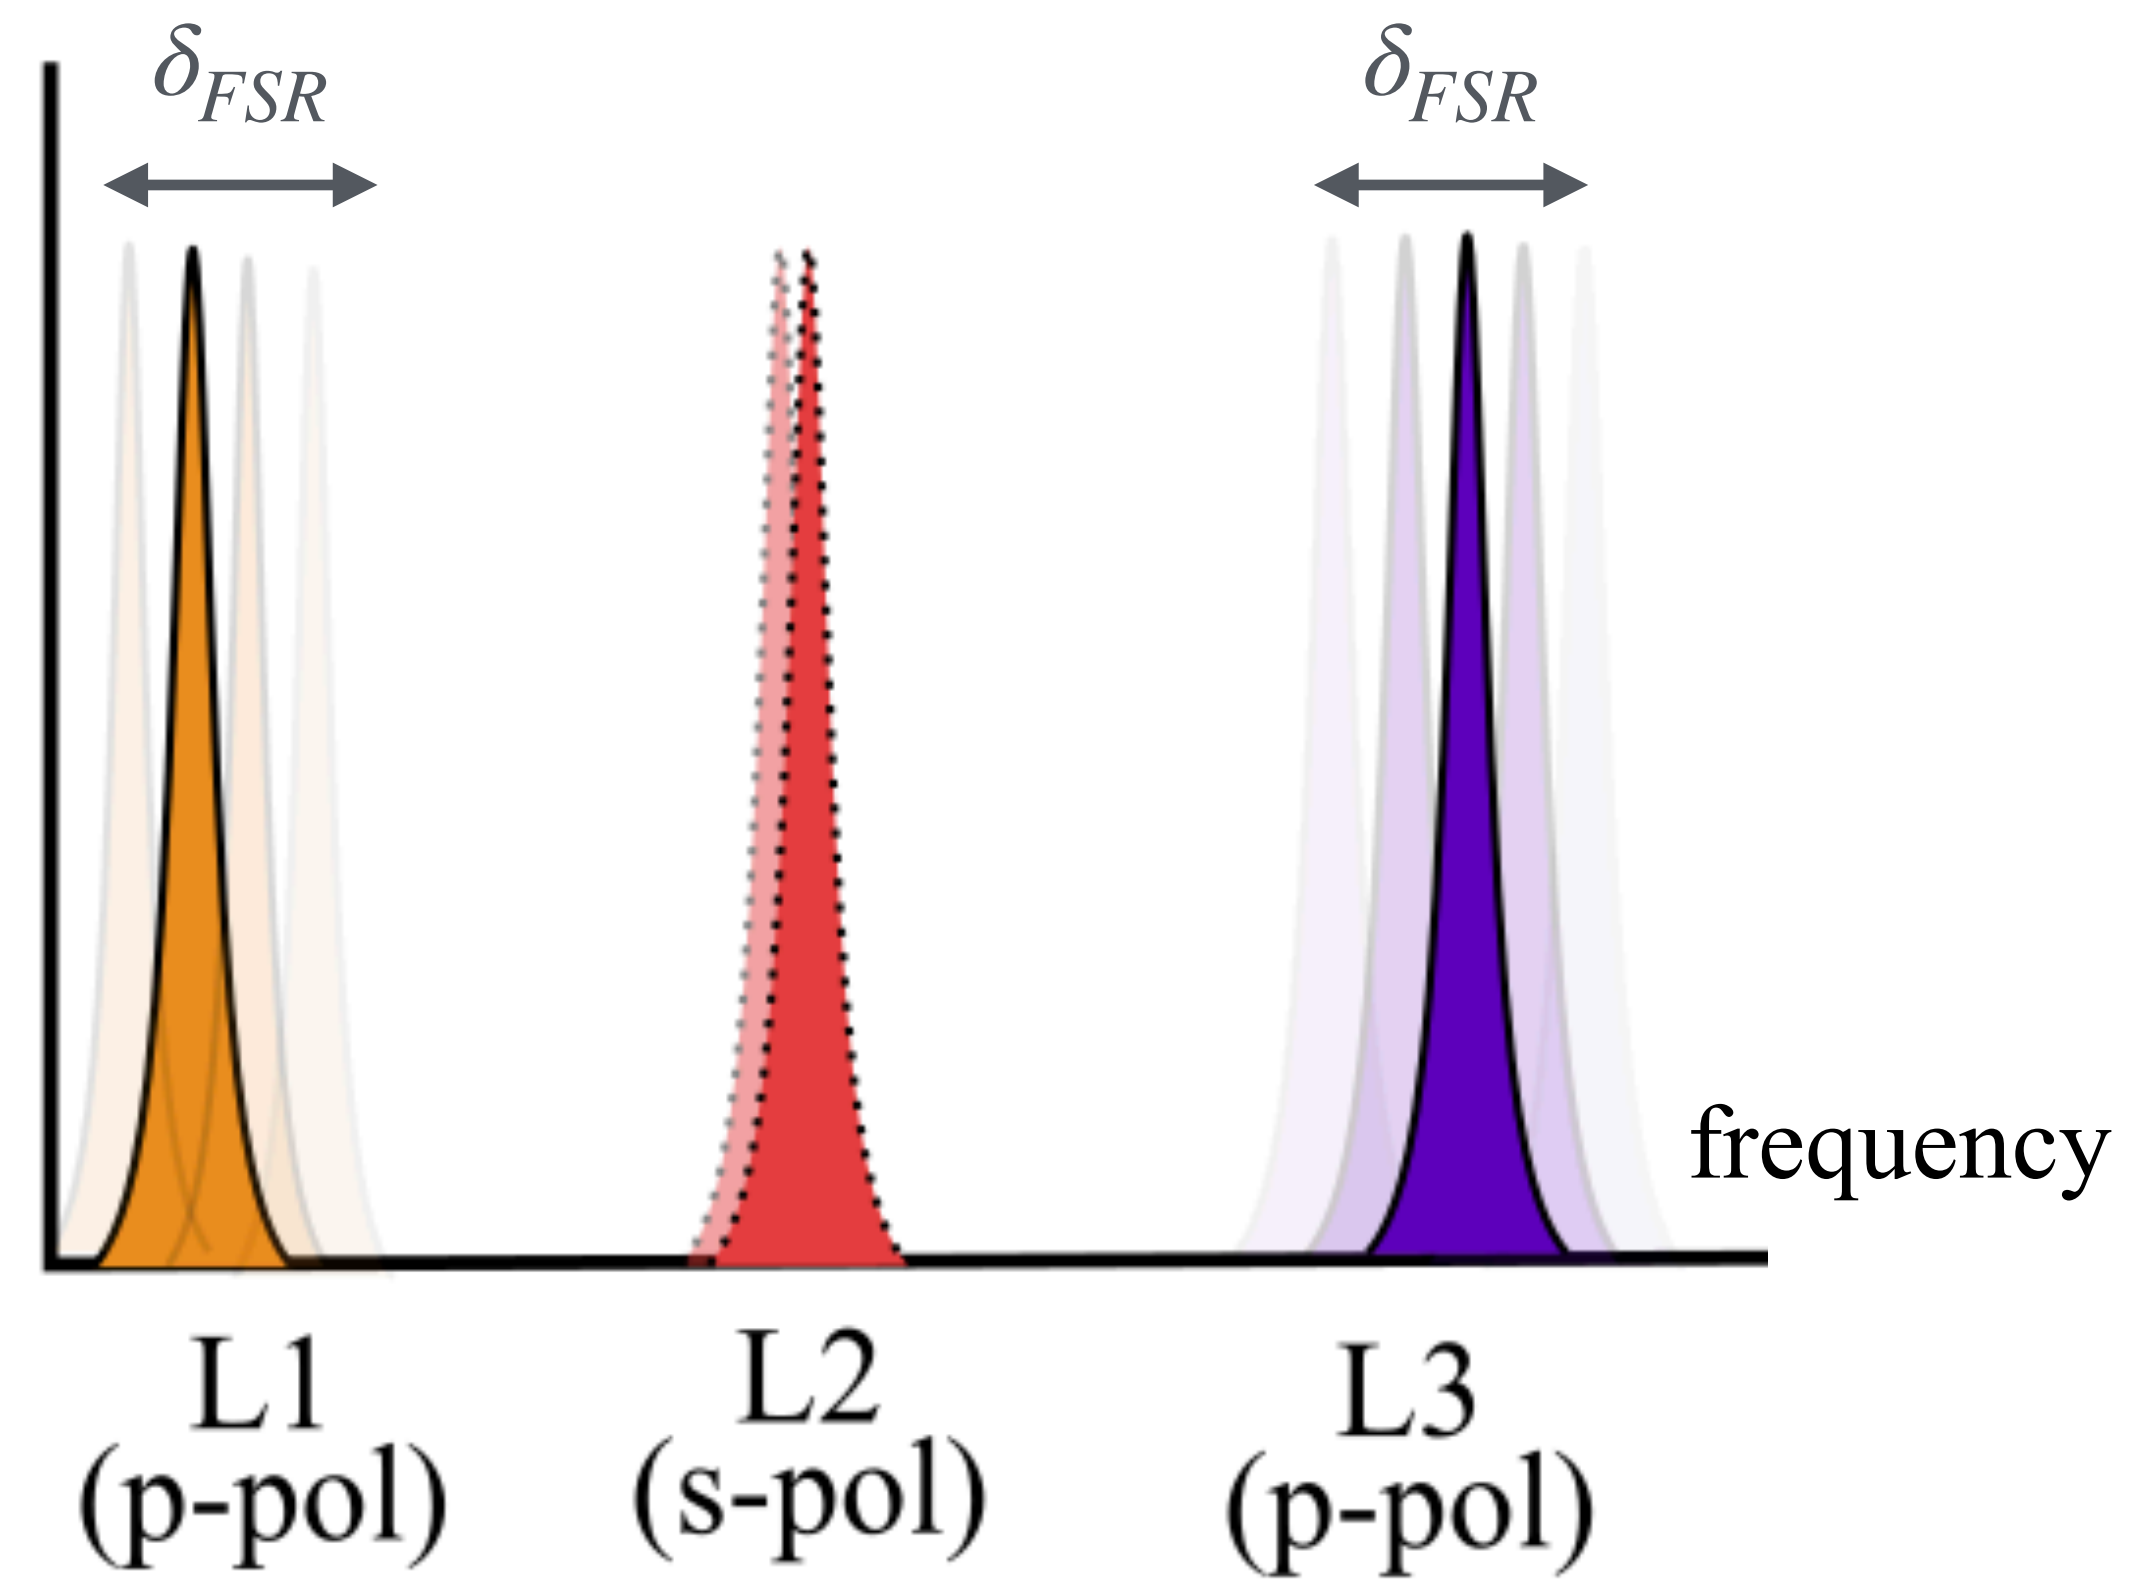 δFSR
δFSR
frequency
L1
(p-pol)
L2
(s-pol)
L3
(p-pol)